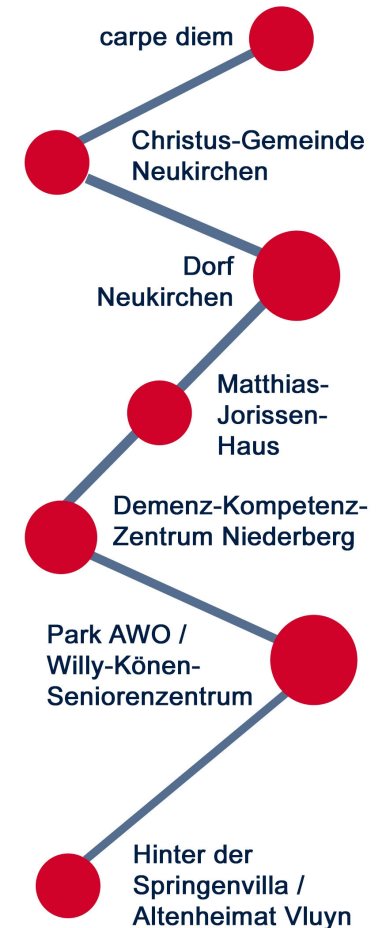 carpe diem
Christus-Gemeinde
Neukirchen
Dorf
Neukirchen
Matthias-
Jorissen-
Haus
Demenz-Kompetenz-
Zentrum Niederberg
Park AWO /
Willy-Könen-
Seniorenzentrum
Hinter der
Springenvilla /
Altenheimat Vluyn